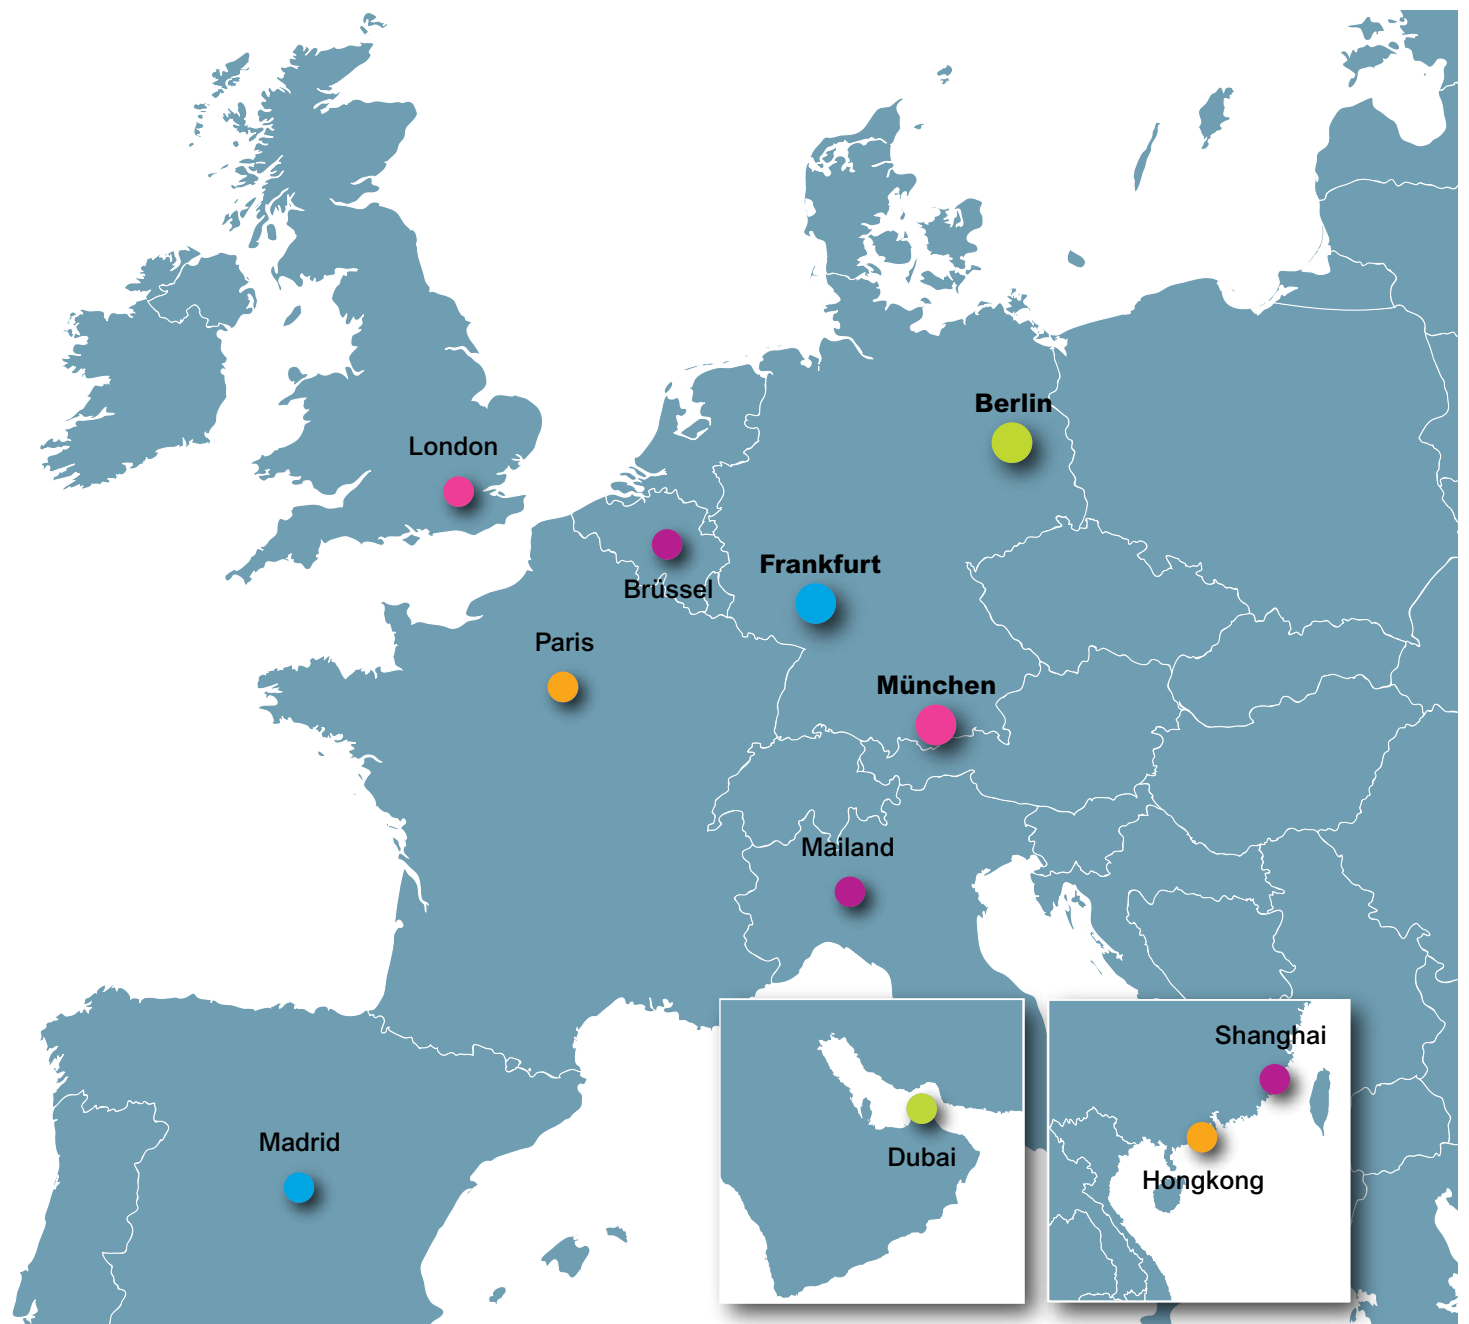 Berlin
London
Frankfurt
Brüssel
Paris
München
Mailand
Shanghai
Madrid
Dubai
Hongkong